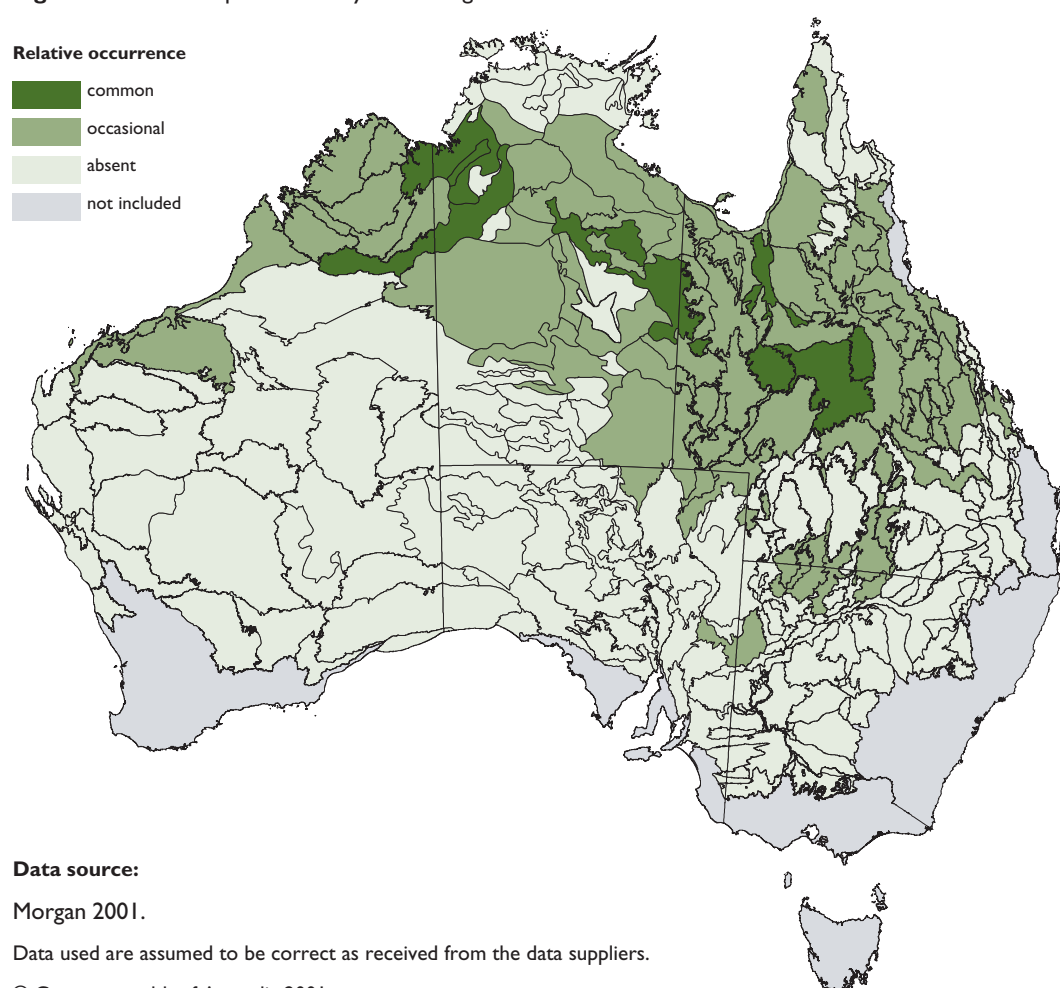 Relative occurrence
common
occasional
absent
not included
Data source:
Morgan 2001.
Data used are assumed to be correct as received from the data suppliers.